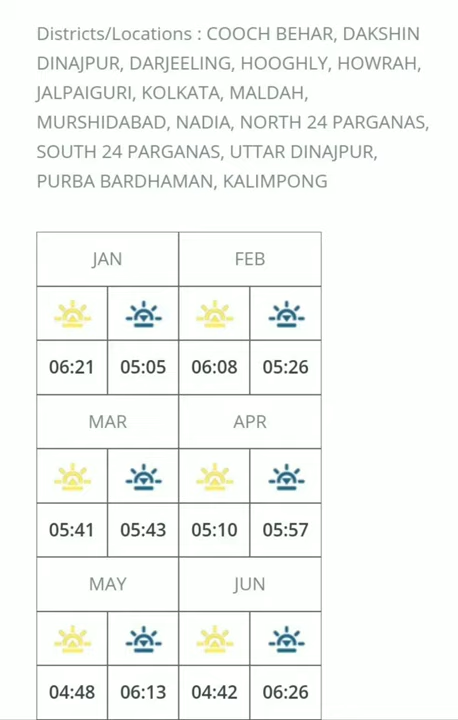 Districts/Locations : COOCH BEHAR, DAKSHIN
DINAJPUR, DARJEELING, HOOGHLY, HOWRAH,
JALPAIGURI, KOLKATA, MALDAH,
MURSHIDABAD, NADIA, NORTH 24 PARGANAS,
SOUTH 24 PARGANAS, UTTAR DINAJPUR,
PURBA BARDHAMAN, KALIMPONG
JAN FEB
06:21 05:05 06:08 05:26
MAR APR
05:41 05:43 05:10 05:57
MAY JUN
04:48 06:13 04:42 06:26